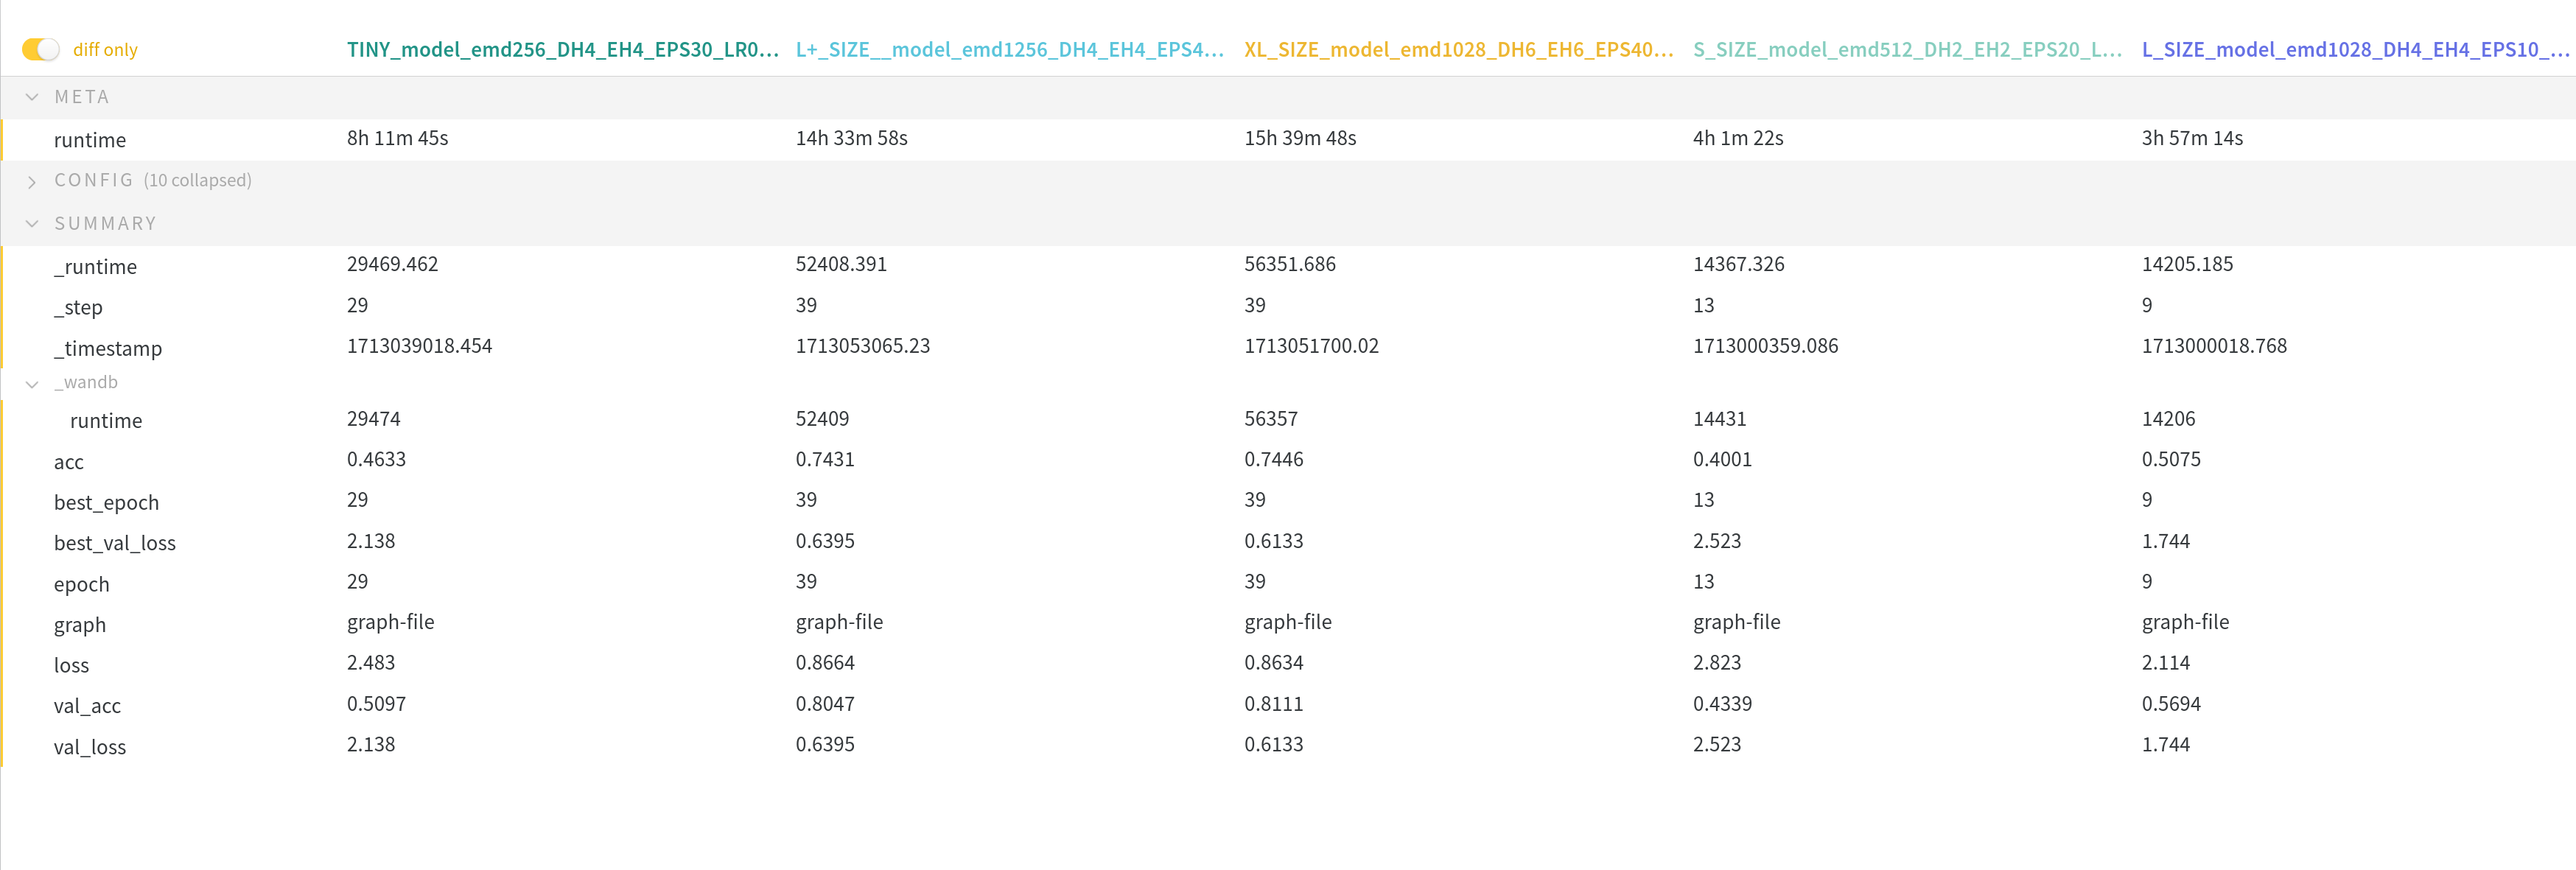 diff only TINY_model_emd256_DH4_EH4_EPS30_LR0... L+_SIZE__model_emd1256_DH4_EH4_EPS4... XL_SIZE_model_emd1028_DH6_EH6_EPS40... S_SIZE_model_emd512_DH2_EH2_EPS20_L... L_SIZE_model_emd1028_DH4_EH4_EPS10_...
META
runtime 8h 11m 45s 14h 33m 58s 15h 39m 48s 4h 1m 22s 3h 57m 14s
CONFIG (10 collapsed)
SUMMARY
_runtime 29469.462 52408.391 56351.686 14367.326 14205.185
_step 29 39 39 13 9
_timestamp 1713039018.454 1713053065.23 1713051700.02 1713000359.086 1713000018.768
_wandb
runtime 29474 52409 56357 14431 14206
acc 0.4633 0.7431 0.7446 0.4001 0.5075
best_epoch 29 39 39 13 9
best_val_loss 2.138 0.6395 0.6133 2.523 1.744
epoch 29 39 39 13 9
graph graph-file graph-file graph-file graph-file graph-file
loss 2.483 0.8664 0.8634 2.823 2.114
val_acc 0.5097 0.8047 0.8111 0.4339 0.5694
val_loss 2.138 0.6395 0.6133 2.523 1.744